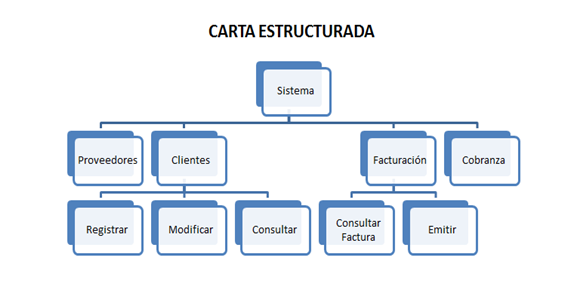 CARTA ESTRUCTURADA
Sistema
Proveedores
Clientes
Facturación
Cobranza
Registrar
Modificar
Consultar
Consultar
Factura
Emitir